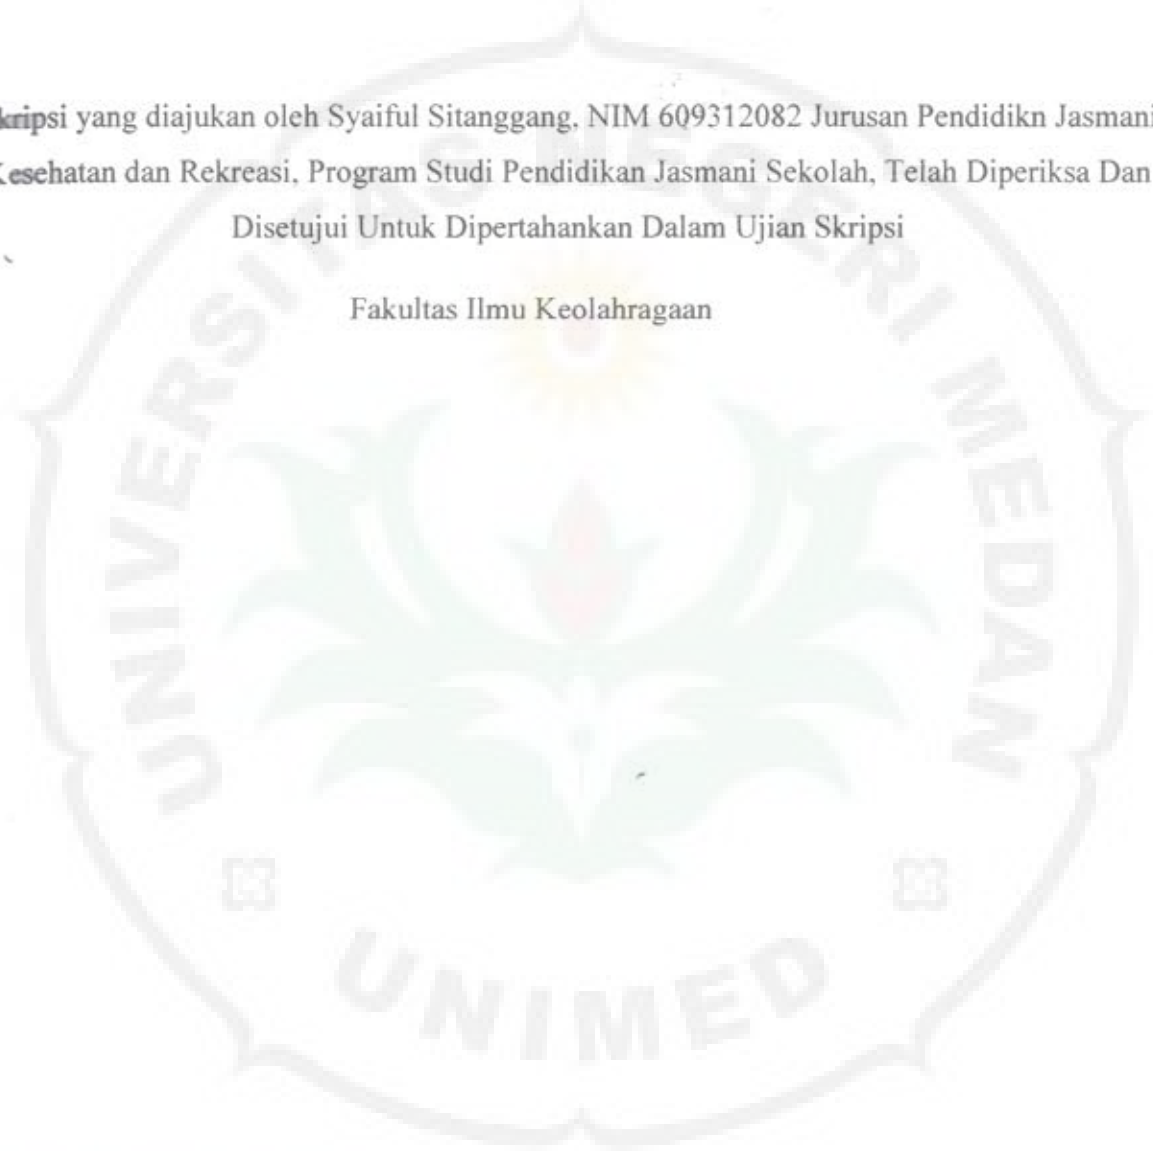 kripsi yang diajukan oleh Syaiful Sitanggang, NIM 609312082 Jurusan Pendidikn Jasmani
Kesehatan dan Rekreasi, Program Studi Pendidikan Jasmani Sekolah, Telah Diperiksa Dan
Disetujui Untuk Dipertahankan Dalam Ujian Skripsi
Fakultas Ilmu Keolahragaan
UNIVERSITAS NEGERI MEDAN
UNIMED